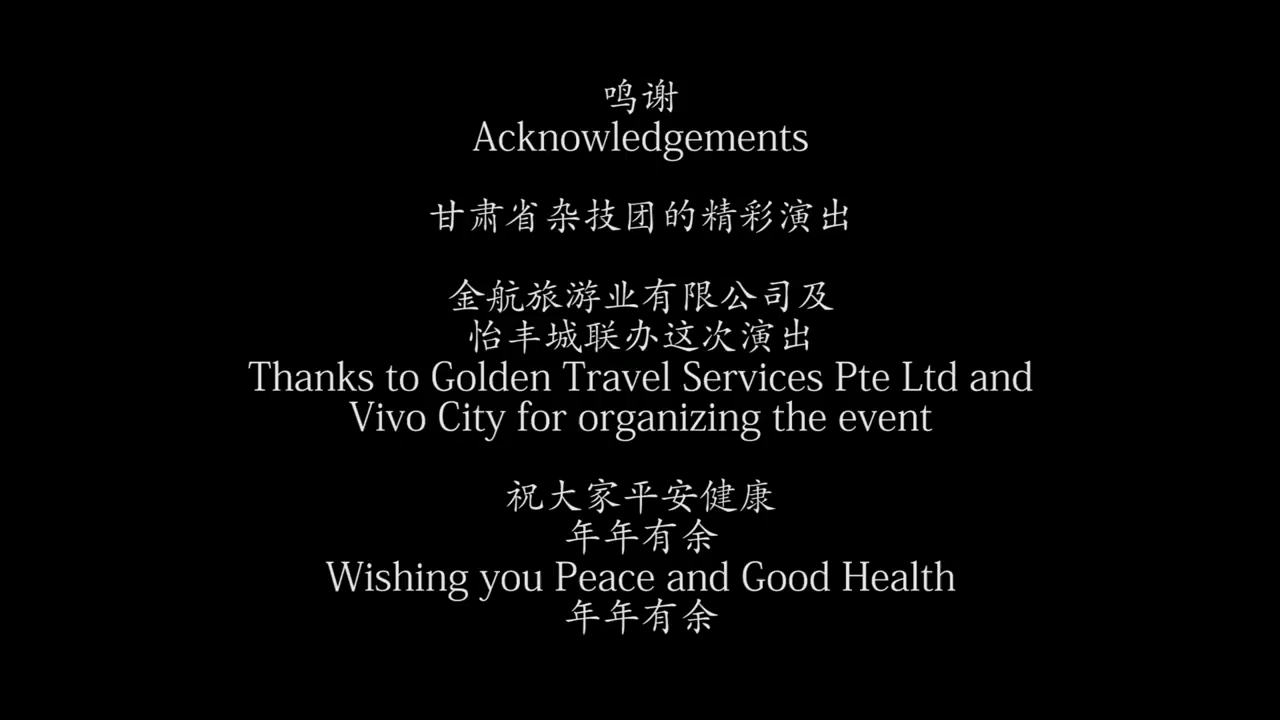 鸣谢
Acknowledgements
甘肃省杂技团的精彩演出
金航旅游业有限公司及
怡丰城联办这次演出
Thanks to Golden Travel Services Pte Ltd and
Vivo City for organizing the event
祝大家平安健康
年年有余
Wishing you Peace and Good Health
年年有余